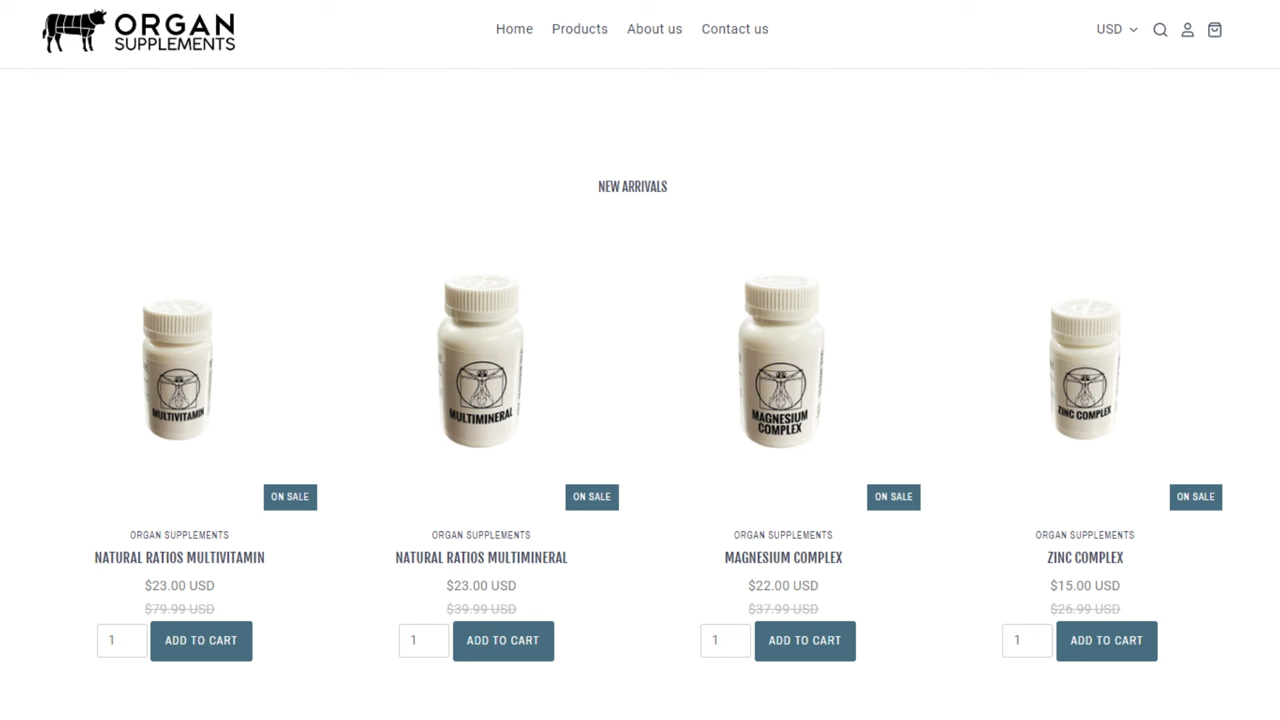 ORGAN
SUPPLEMENTS
Home Products About us Contact us USD
NEW ARRIVALS
MULTIVITAMIN
MULTIMINERAL
MAGNESIUM
COMPLEX
ZINC COMPLEX
ON SALE ON SALE ON SALE ON SALE
ORGAN SUPPLEMENTS ORGAN SUPPLEMENTS ORGAN SUPPLEMENTS ORGAN SUPPLEMENTS
NATURAL RATIOS MULTIVITAMIN NATURAL RATIOS MULTIMINERAL MAGNESIUM COMPLEX ZINC COMPLEX
$23.00 USD $23.00 USD $22.00 USD $15.00 USD
$79.99 USD $39.99 USD $37.99 USD $26.99 USD
1 ADD TO CART 1 ADD TO CART 1 ADD TO CART 1 ADD TO CART